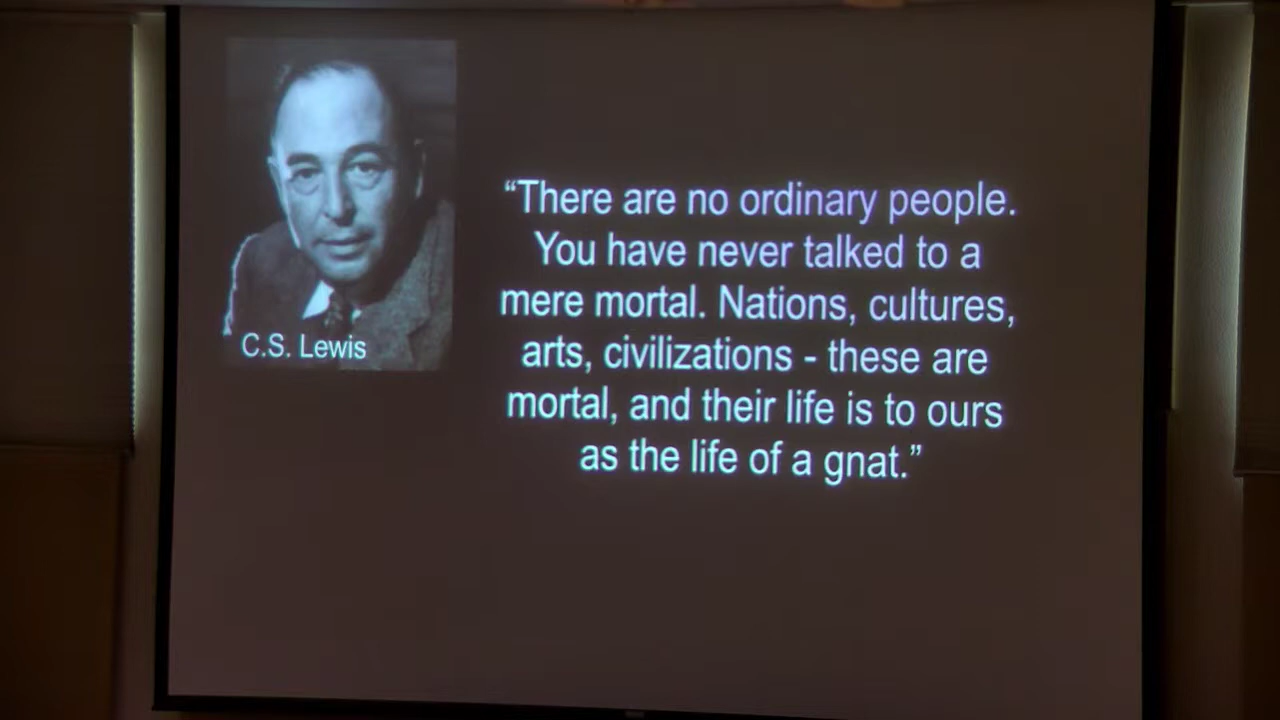 C.S. Lewis
“There are no ordinary people.
You have never talked to a
mere mortal. Nations, cultures,
arts, civilizations - these are
mortal, and their life is to ours
as the life of a gnat.”